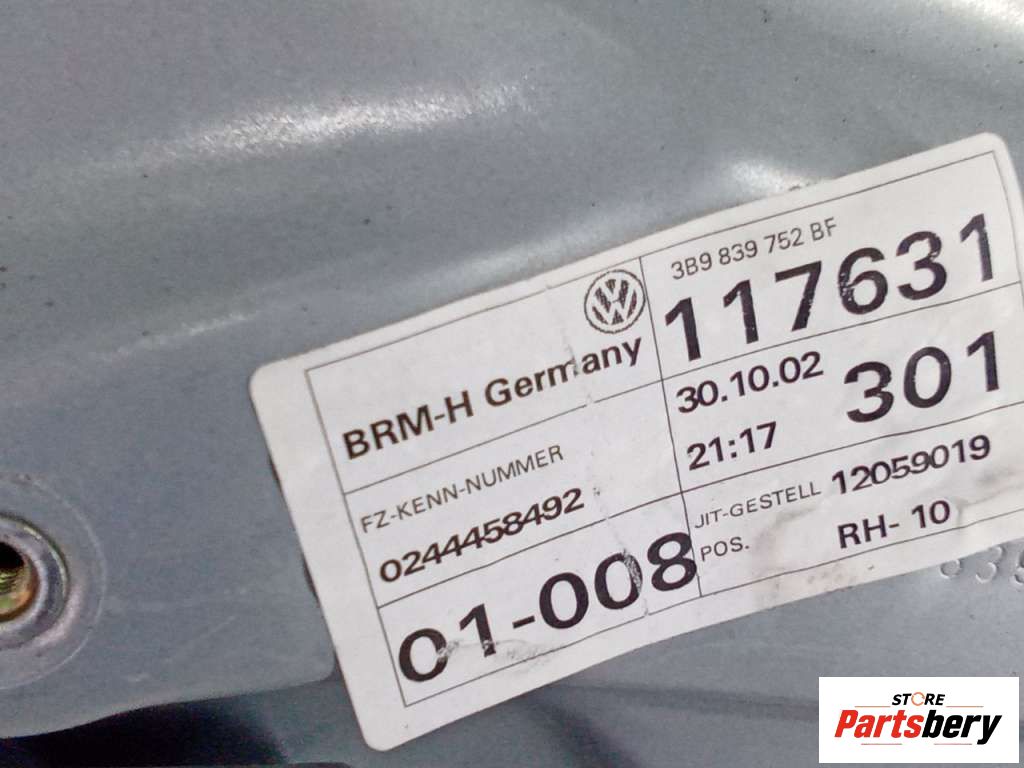 3B9 839 752 BF
117631
BRM-H Germany
30.10.02
21:17
301
FZ-KENN-NUMMER
0244458492
JIT-GESTELL 12059019
POS. RH- 10
01-008
STORE
Partsbery